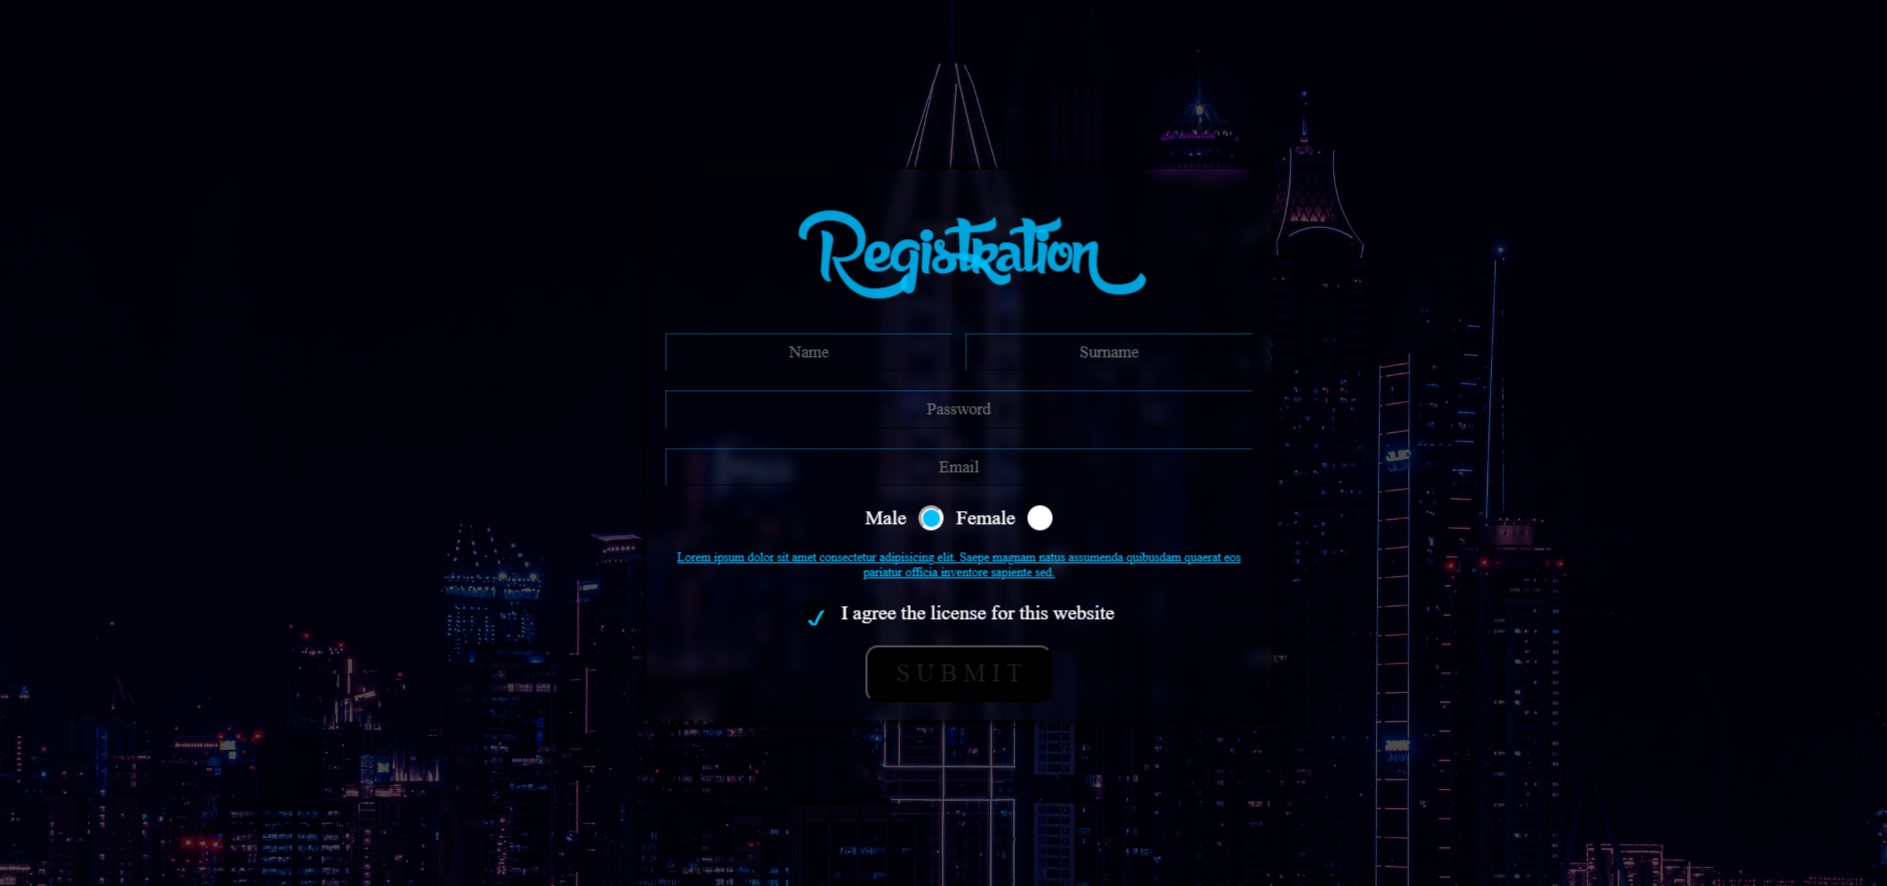 Registration
Name Surname
Password
Email
Male Female
Lorem ipsum dolor sit amet consectetur adipisicing elit. Saepe magnam natus assumenda quibusdam quaerat eos
pariatur officia inventore sapiente sed.
I agree the license for this website
SUBMIT